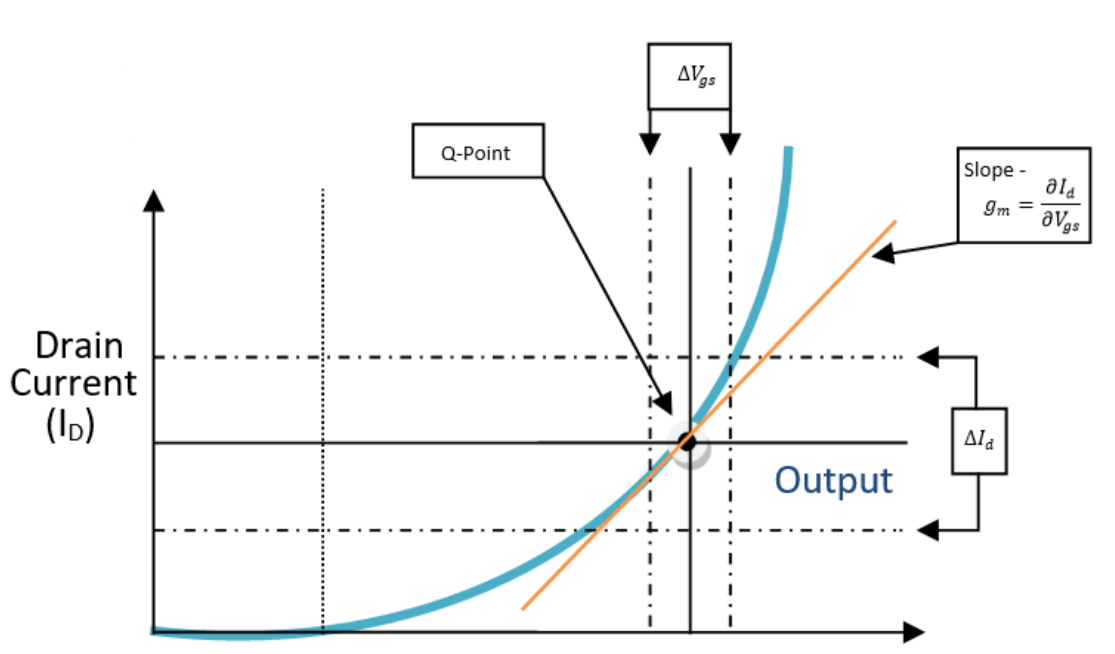 ΔV_gs
Q-Point
Slope -
g_m = ∂I_d / ∂V_gs
Drain
Current
(I_D)
ΔI_d
Output